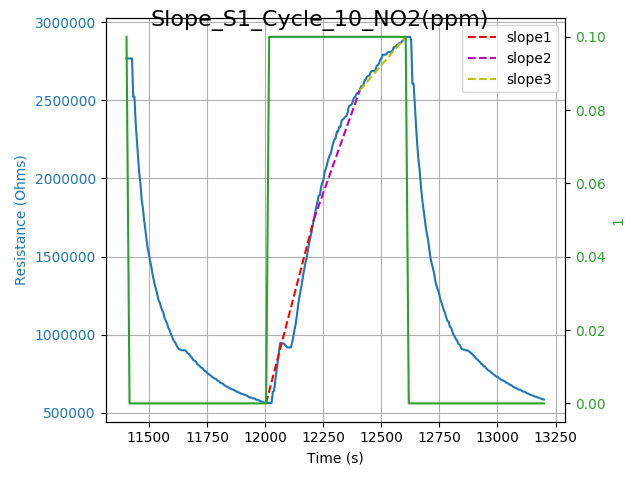 Slope_S1_Cycle_10_NO2(ppm)
slope1
slope2
slope3
3000000
2500000
2000000
1500000
1000000
500000
Resistance (Ohms)
0.10
0.08
0.06
0.04
0.02
0.00
1
11500 11750 12000 12250 12500 12750 13000 13250
Time (s)